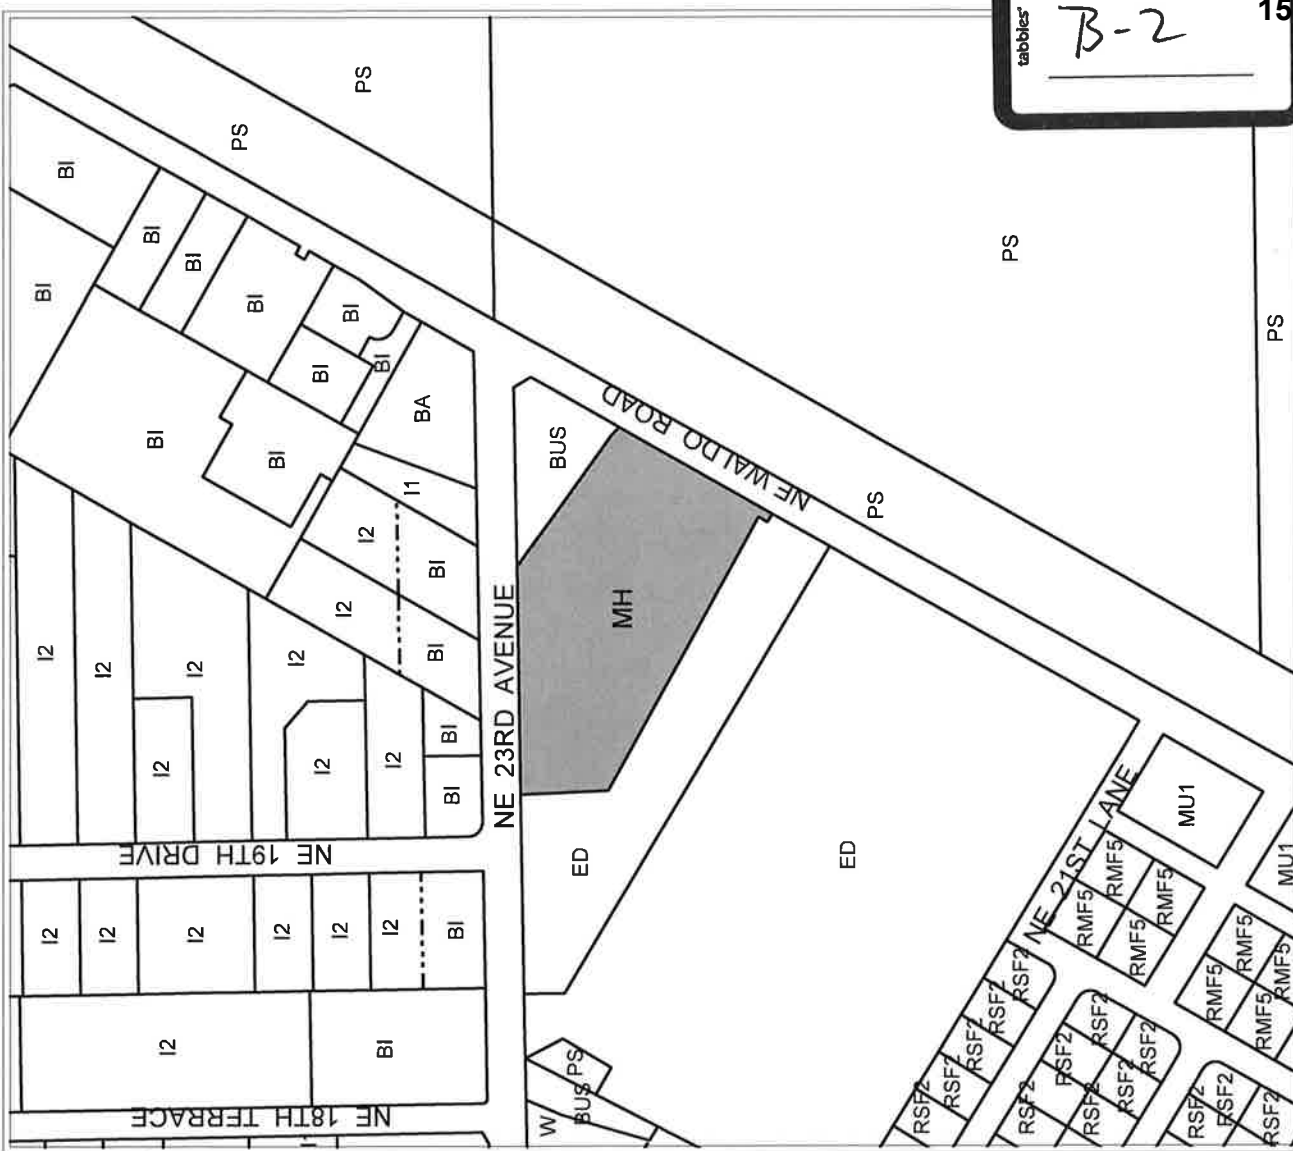 tabbies'
B-2
15
PS
PS
BI
BI
BI
BI
BI
BI
BI
BI
BI
BI
BI
BA
I1
I2
BI
I2
BI
PS
PS
PS
NE WALDO ROAD
BUS
MH
NE 23RD AVENUE
I2
I2
I2
I2
I2
I2
I2
BI
BI
NE 19TH DRIVE
ED
ED
I2
I2
I2
I2
I2
I2
BI
I2
BI
NE 18TH TERRACE
W
BUS
PS
NE 21ST LANE
MU1
MU1
RMF5
RMF5
RMF5
RMF5
RMF5
RMF5
RMF5
RMF5
RSF2
RSF2
RSF2
RSF2
RSF2
RSF2
RSF2
RSF2
RSF2
RSF2
RSF2
RSF2
RSF2